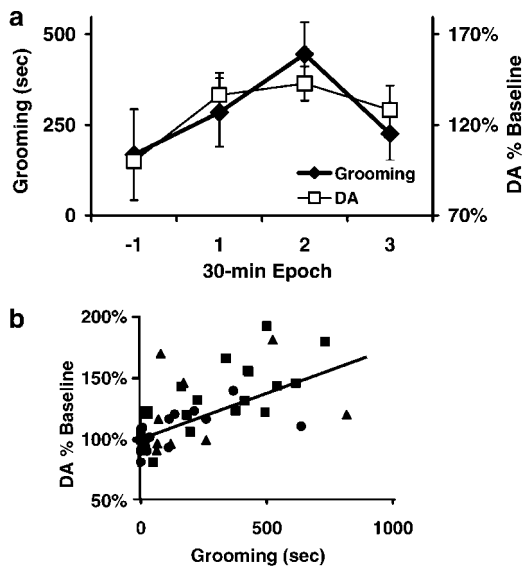 a
500
250
0
Grooming (sec)
170%
120%
70%
DA % Baseline
Grooming
DA
-1 1 2 3
30-min Epoch
b
200%
150%
100%
50%
DA % Baseline
0 500 1000
Grooming (sec)